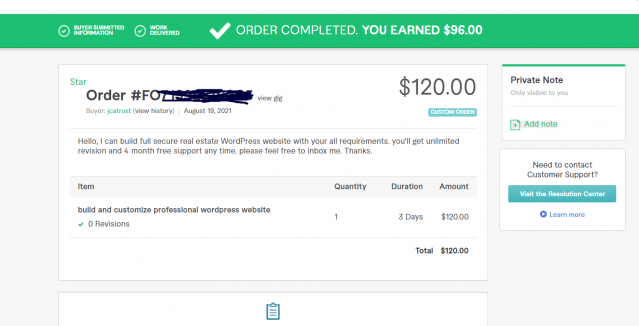 BUYER SUBMITTED
INFORMATION
WORK
DELIVERED
ORDER COMPLETED. YOU EARNED $96.00
Star
Order #FO7
view gig
Buyer: jcatrust (view history) | August 19, 2021
$120.00
CUSTOM ORDER
Hello, I can build full secure real estate WordPress website with your all requirements. you'll get unlimited
revision and 4 month free support any time. please feel free to inbox me. Thanks.
Item Quantity Duration Amount
build and customize professional wordpress website
1 3 Days $120.00
0 Revisions
Total $120.00
Private Note
Only visible to you
Add note
Need to contact
Customer Support?
Visit the Resolution Center
Learn more